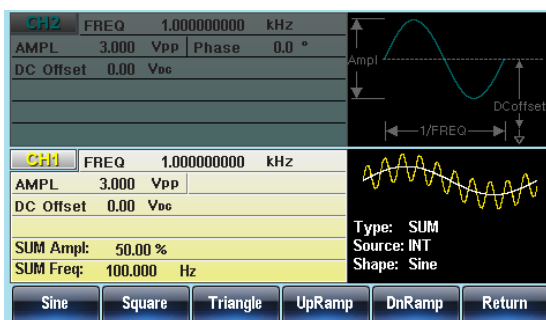 CH2 FREQ 1.000000000 kHz
AMPL 3.000 Vpp Phase 0.0 °
DC Offset 0.00 VDC
Ampl
DCoffset
1/FREQ
CH1 FREQ 1.000000000 kHz
AMPL 3.000 Vpp
DC Offset 0.00 VDC
SUM Ampl: 50.00 %
SUM Freq: 100.000 Hz
Type: SUM
Source: INT
Shape: Sine
Sine Square Triangle UpRamp DnRamp Return